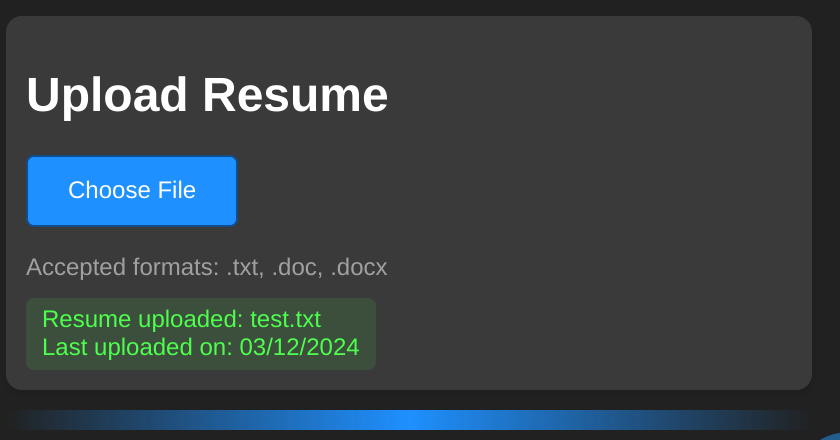 Upload Resume
Choose File
Accepted formats: .txt, .doc, .docx
Resume uploaded: test.txt
Last uploaded on: 03/12/2024